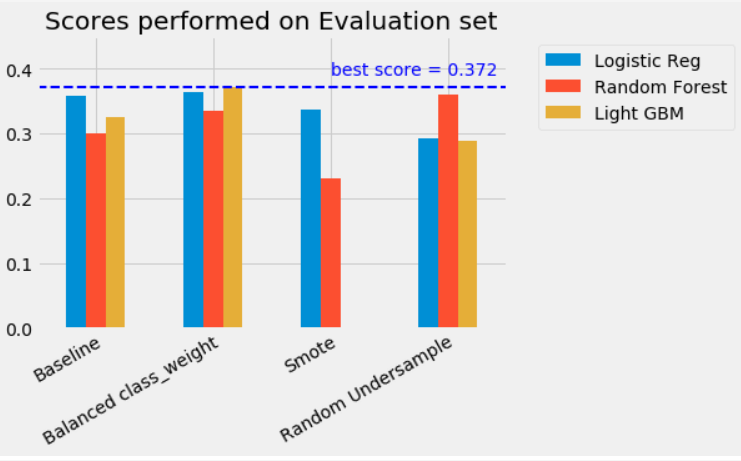 Scores performed on Evaluation set
best score = 0.372
0.4
0.3
0.2
0.1
0.0
Baseline
Balanced class_weight
Smote
Random Undersample
Logistic Reg
Random Forest
Light GBM